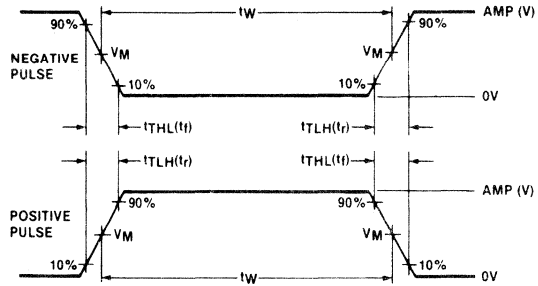 tW
AMP (V)
90%
90%
NEGATIVE
PULSE
VM
VM
10%
10%
0V
tTHL(tf)
tTLH(tr)
tTLH(tr)
tTHL(tf)
AMP (V)
90%
90%
POSITIVE
PULSE
VM
VM
10%
10%
tW
0V